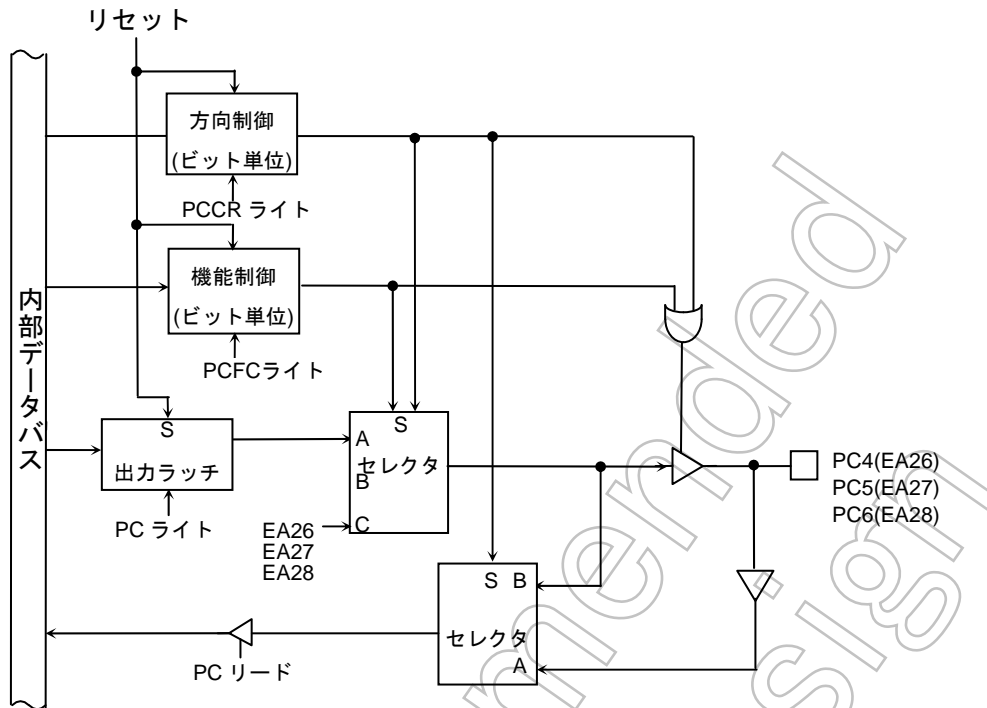 リセット
方向制御
(ビット単位)
PCCR ライト
機能制御
(ビット単位)
PCFCライト
内部データバス
S
出力ラッチ
PC ライト
A
S
セレクタ
B
C
EA26
EA27
EA28
PC4(EA26)
PC5(EA27)
PC6(EA28)
S B
セレクタ
A
PC リード
mended
sign